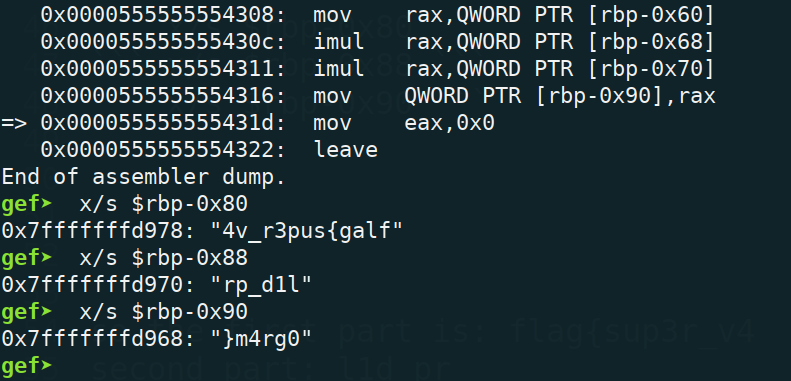 0x0000555555554308:  mov    rax,QWORD PTR [rbp-0x60]
0x000055555555430c:  imul   rax,QWORD PTR [rbp-0x68]
0x0000555555554311:  imul   rax,QWORD PTR [rbp-0x70]
0x0000555555554316:  mov    QWORD PTR [rbp-0x90],rax
=> 0x000055555555431d:  mov    eax,0x0
0x0000555555554322:  leave
End of assembler dump.
gef➤  x/s $rbp-0x80
0x7fffffffd978: "4v_r3pus{galf"
gef➤  x/s $rbp-0x88
0x7fffffffd970: "rp_d1l"
gef➤  x/s $rbp-0x90
0x7fffffffd968: "}m4rg0"
part is: flag{sup3r_v4
gef➤
second part: l1d_pr